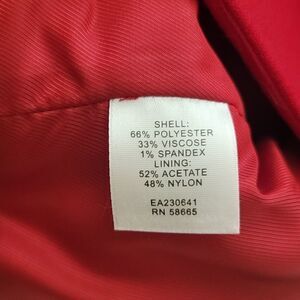 SHELL:
66% POLYESTER
33% VISCOSE
1% SPANDEX
LINING:
52% ACETATE
48% NYLON
EA230641
RN 58665